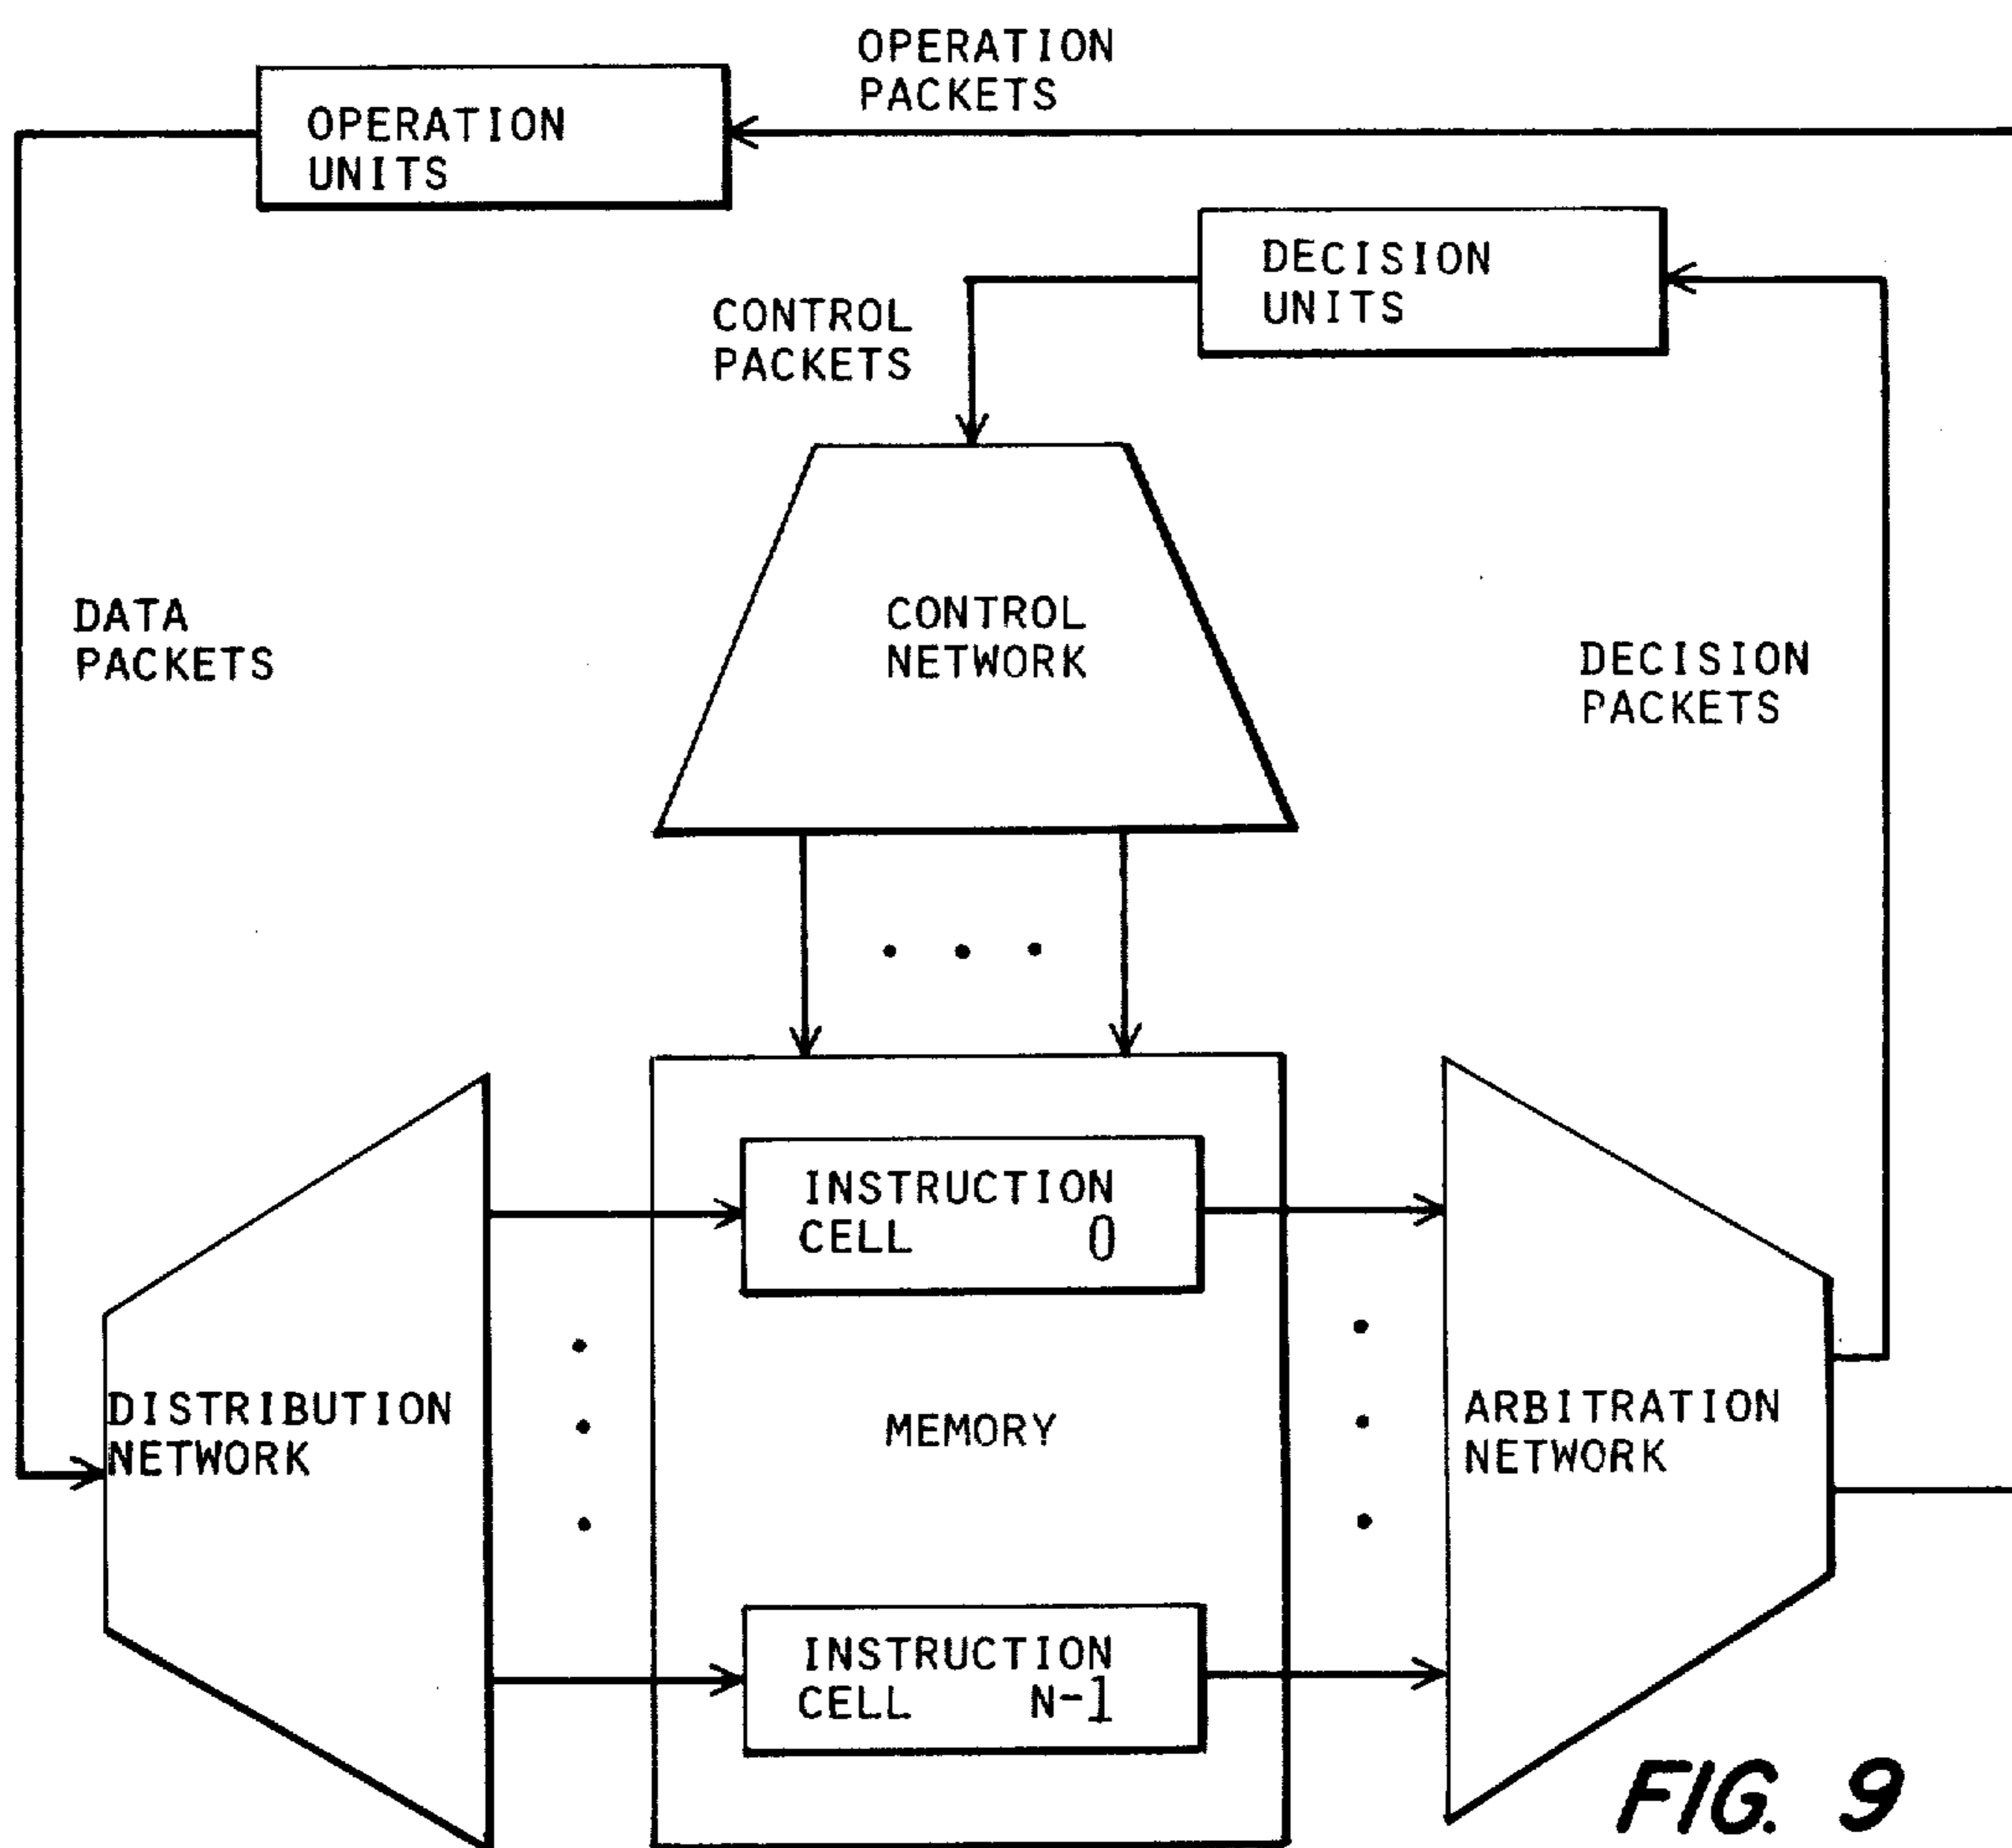 OPERATION
PACKETS
OPERATION
UNITS
DECISION
UNITS
CONTROL
PACKETS
CONTROL
NETWORK
DATA
PACKETS
DECISION
PACKETS
INSTRUCTION
CELL 0
DISTRIBUTION
NETWORK
MEMORY
ARBITRATION
NETWORK
INSTRUCTION
CELL N-1
FIG. 9